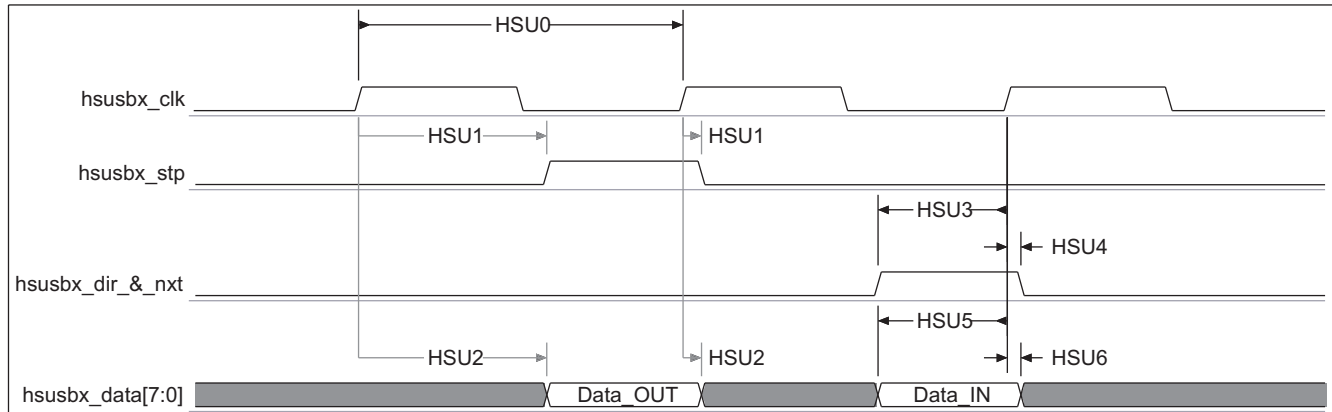 HSU0
hsusbx_clk
HSU1 HSU1
hsusbx_stp
HSU3
HSU4
hsusbx_dir_&_nxt
HSU5
HSU2 HSU2 HSU6
hsusbx_data[7:0] Data_OUT Data_IN